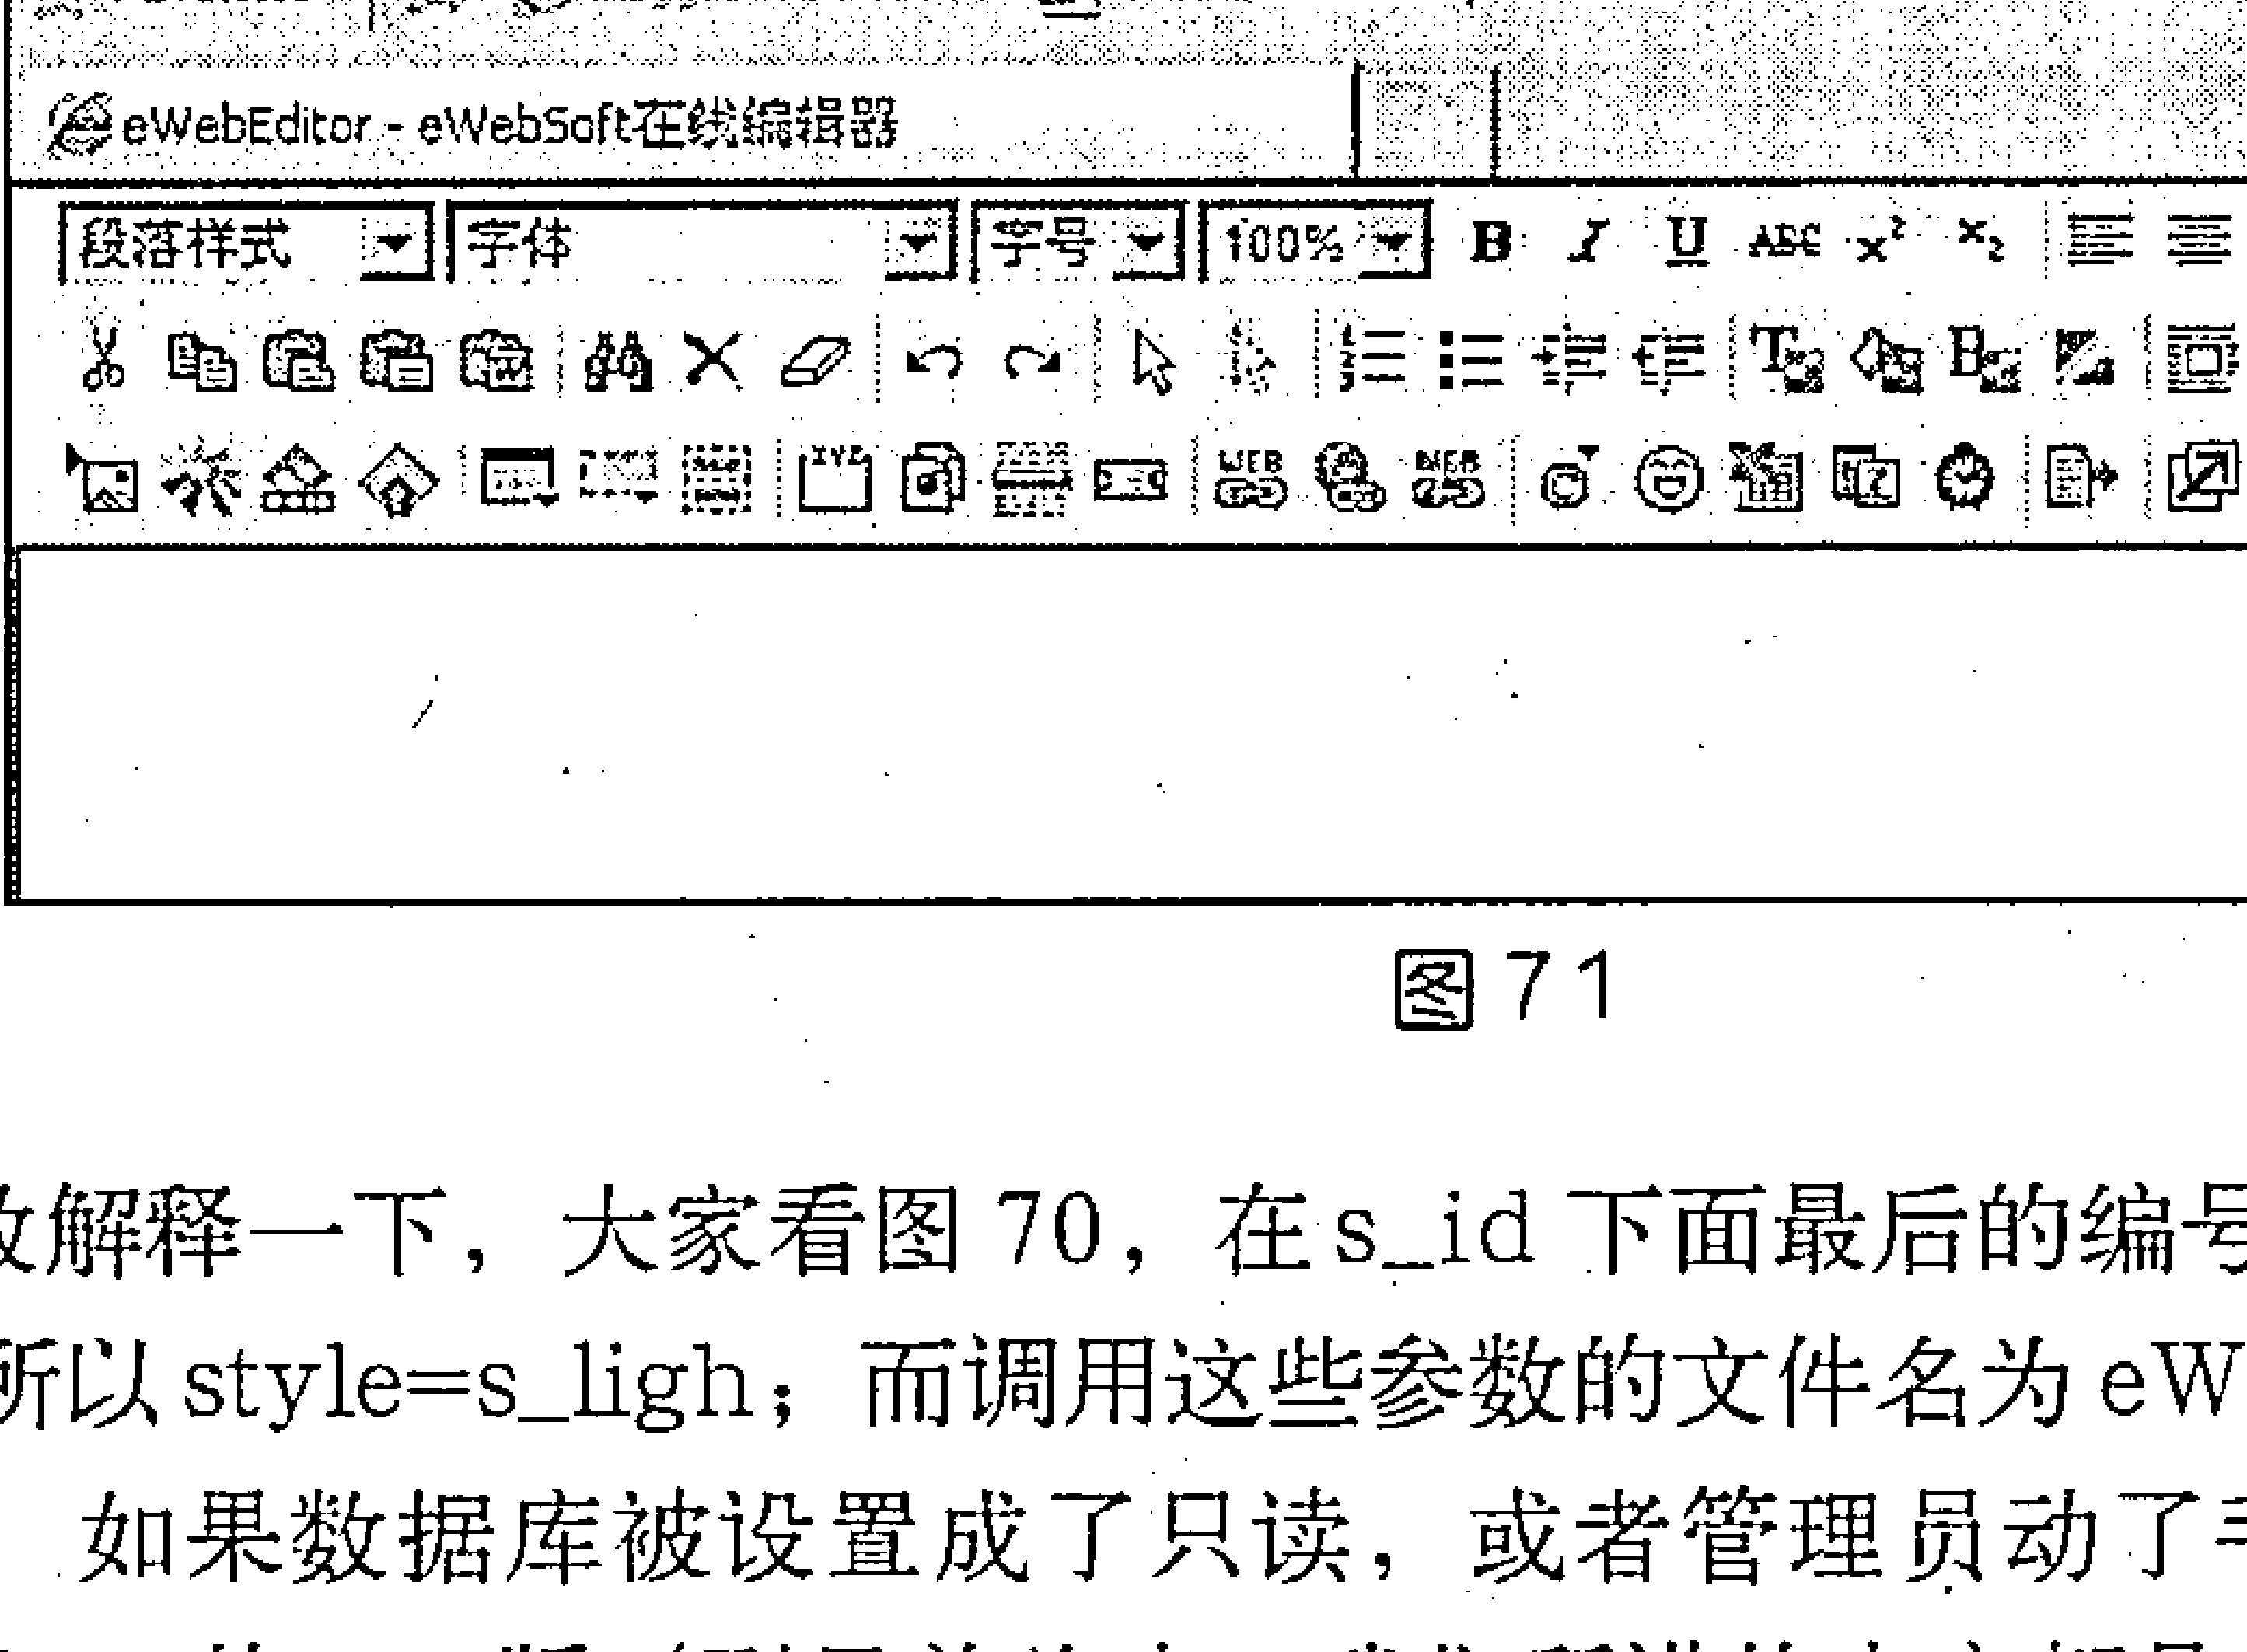 eWebEditor - eWebSoft在线编辑器
段落样式 字体 字号 100% B I U ABC x² x₂
图71
解释一下，大家看图 70，在 s_id 下面最后的编号
所以 style=s_ligh；而调用这些参数的文件名为 eW
如果数据库被设置成了只读，或者管理员动了